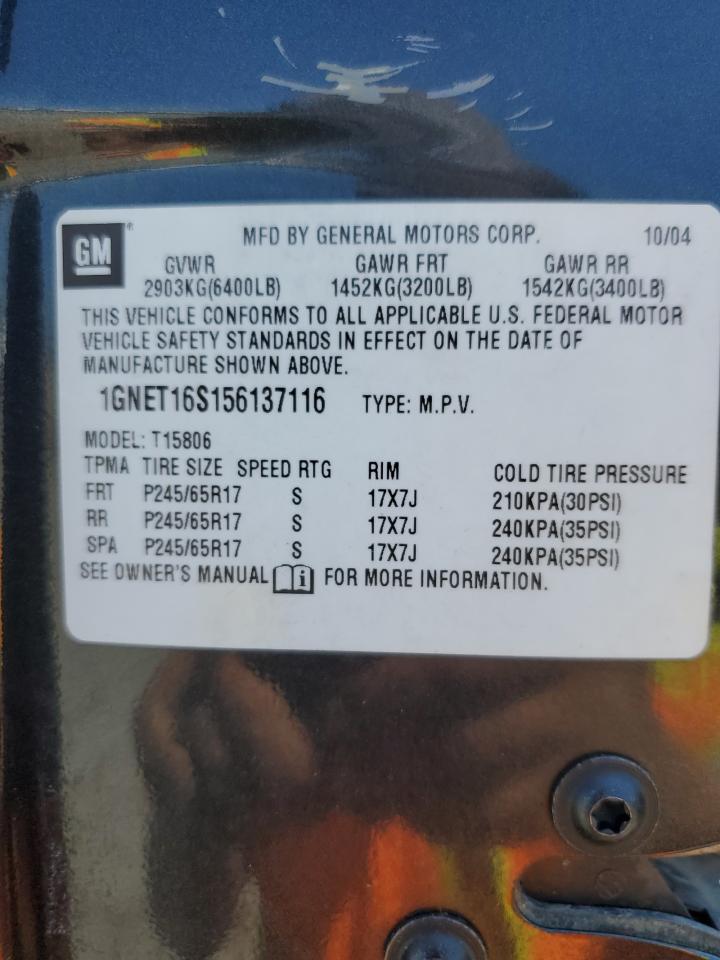 GM® MFD BY GENERAL MOTORS CORP. 10/04
GVWR GAWR FRT GAWR RR
2903KG(6400LB) 1452KG(3200LB) 1542KG(3400LB)
THIS VEHICLE CONFORMS TO ALL APPLICABLE U.S. FEDERAL MOTOR
VEHICLE SAFETY STANDARDS IN EFFECT ON THE DATE OF
MANUFACTURE SHOWN ABOVE.
1GNET16S156137116 TYPE: M.P.V.
MODEL: T15806
TPMA TIRE SIZE SPEED RTG RIM COLD TIRE PRESSURE
FRT P245/65R17 S 17X7J 210KPA(30PSI)
RR P245/65R17 S 17X7J 240KPA(35PSI)
SPA P245/65R17 S 17X7J 240KPA(35PSI)
SEE OWNER'S MANUAL i FOR MORE INFORMATION.